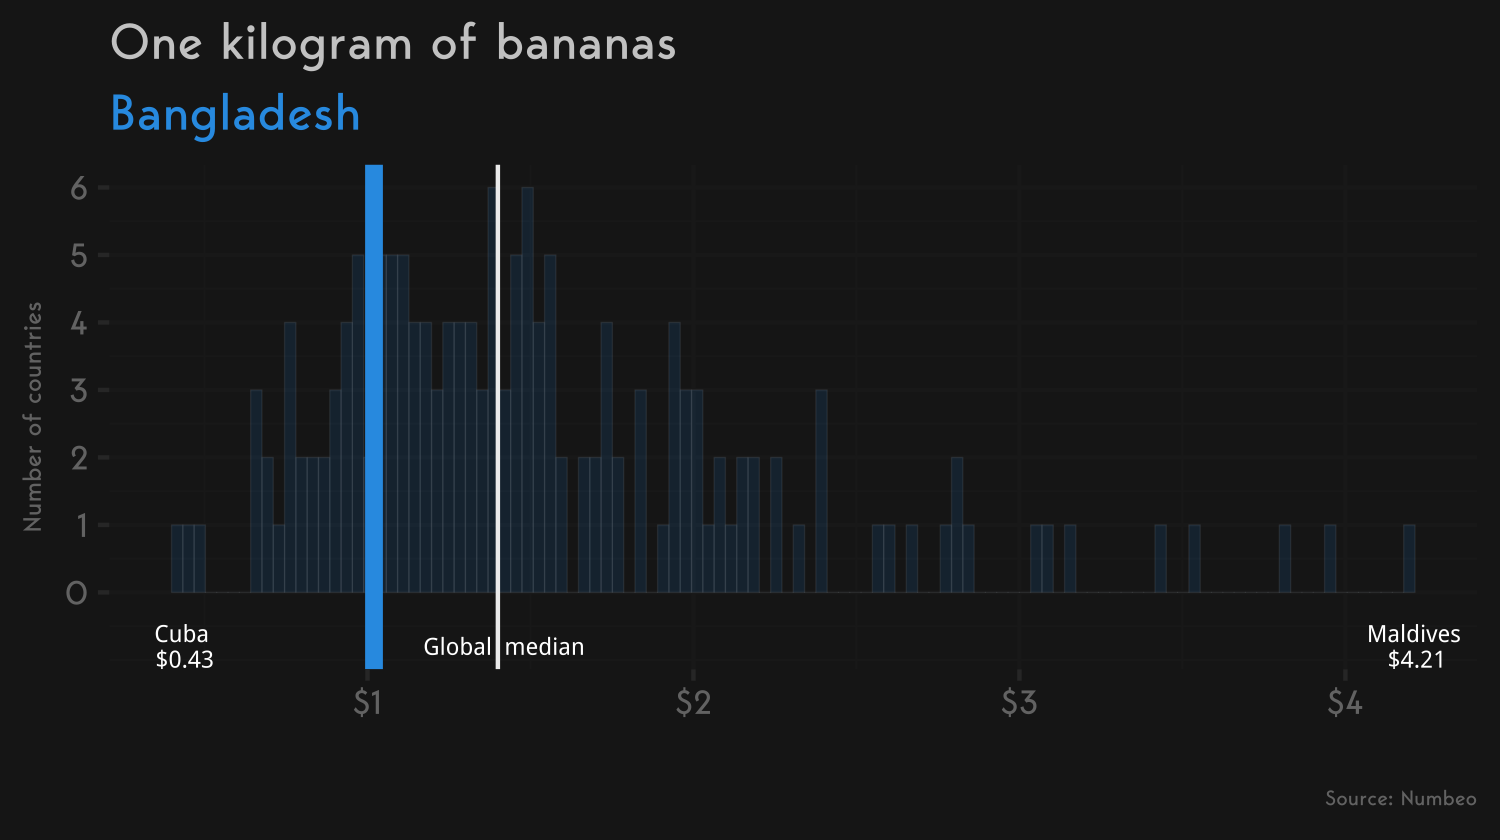 One kilogram of bananas
Bangladesh
Number of countries
6
5
4
3
2
1
0
Cuba
$0.43
Global median
Maldives
$4.21
$1 $2 $3 $4
Source: Numbeo